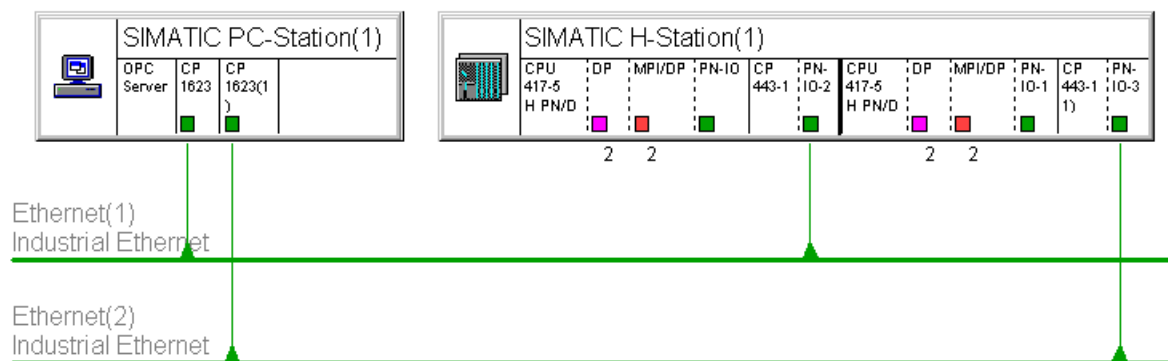 SIMATIC PC-Station(1)
OPC
Server
CP
1623
CP
1623(1
)
SIMATIC H-Station(1)
CPU
417-5
H PN/D
DP
MPI/DP
PN-IO
CP
443-1
PN-
IO-2
CPU
417-5
H PN/D
DP
MPI/DP
PN-
IO-1
CP
443-1
1)
PN-
IO-3
2
2
2
2
Ethernet(1)
Industrial Ethernet
Ethernet(2)
Industrial Ethernet